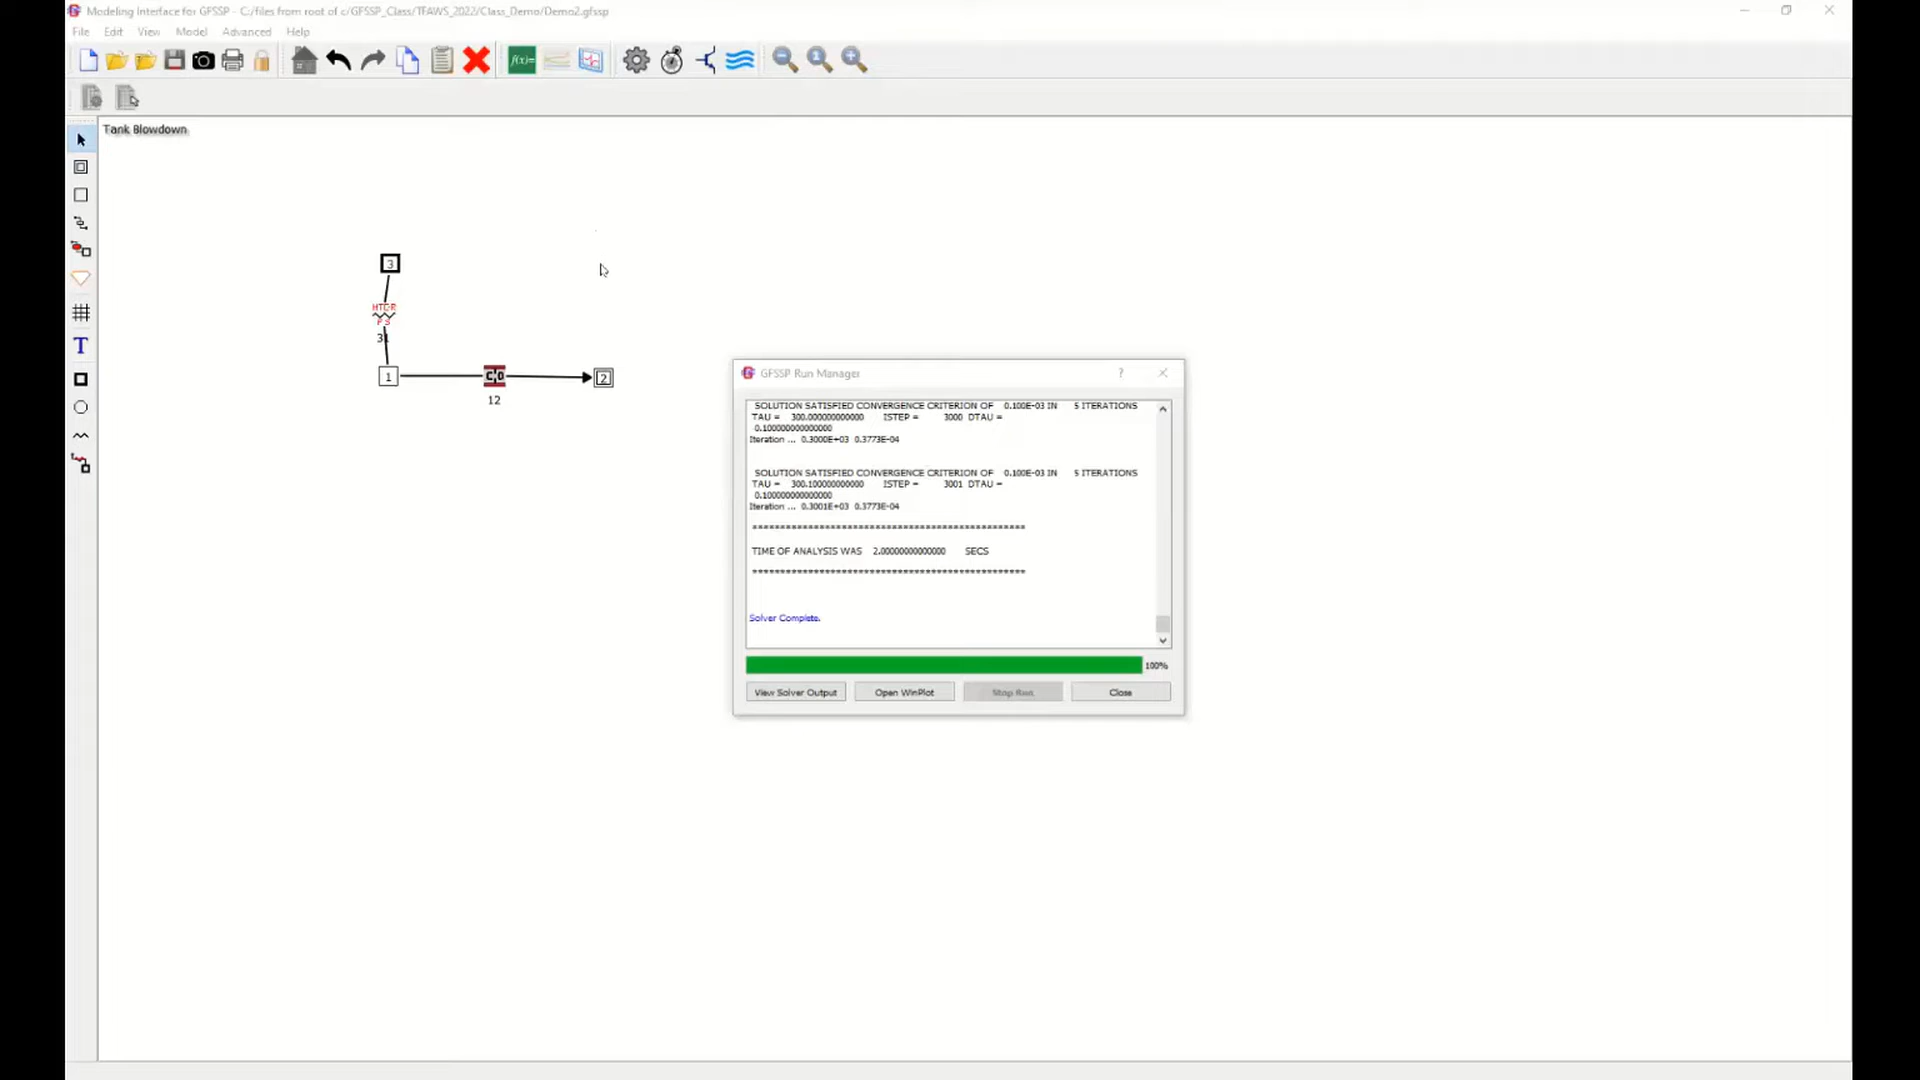 Modeling Interface for GFSSP - C:/files from root of c/GFSSP_Class/TFAWS_2022/Class_Demo/Demo2.gfssp
File Edit View Model Advanced Help
f(x)=
Tank Blowdown
T
3
HTCR
F S
31
1
C|D
2
12
GFSSP Run Manager
SOLUTION SATISFIED CONVERGENCE CRITERION OF 0.100E-03 IN 5 ITERATIONS
TAU = 300.000000000000 ISTEP = 3000 DTAU =
0.100000000000000
Iteration ... 0.3000E+03 0.3773E-04
SOLUTION SATISFIED CONVERGENCE CRITERION OF 0.100E-03 IN 5 ITERATIONS
TAU = 300.100000000000 ISTEP = 3001 DTAU =
0.100000000000000
Iteration ... 0.3001E+03 0.3773E-04
**************************************************
TIME OF ANALYSIS WAS 2.00000000000000 SECS
**************************************************
Solver Complete.
100%
View Solver Output Open WinPlot Stop Run Close